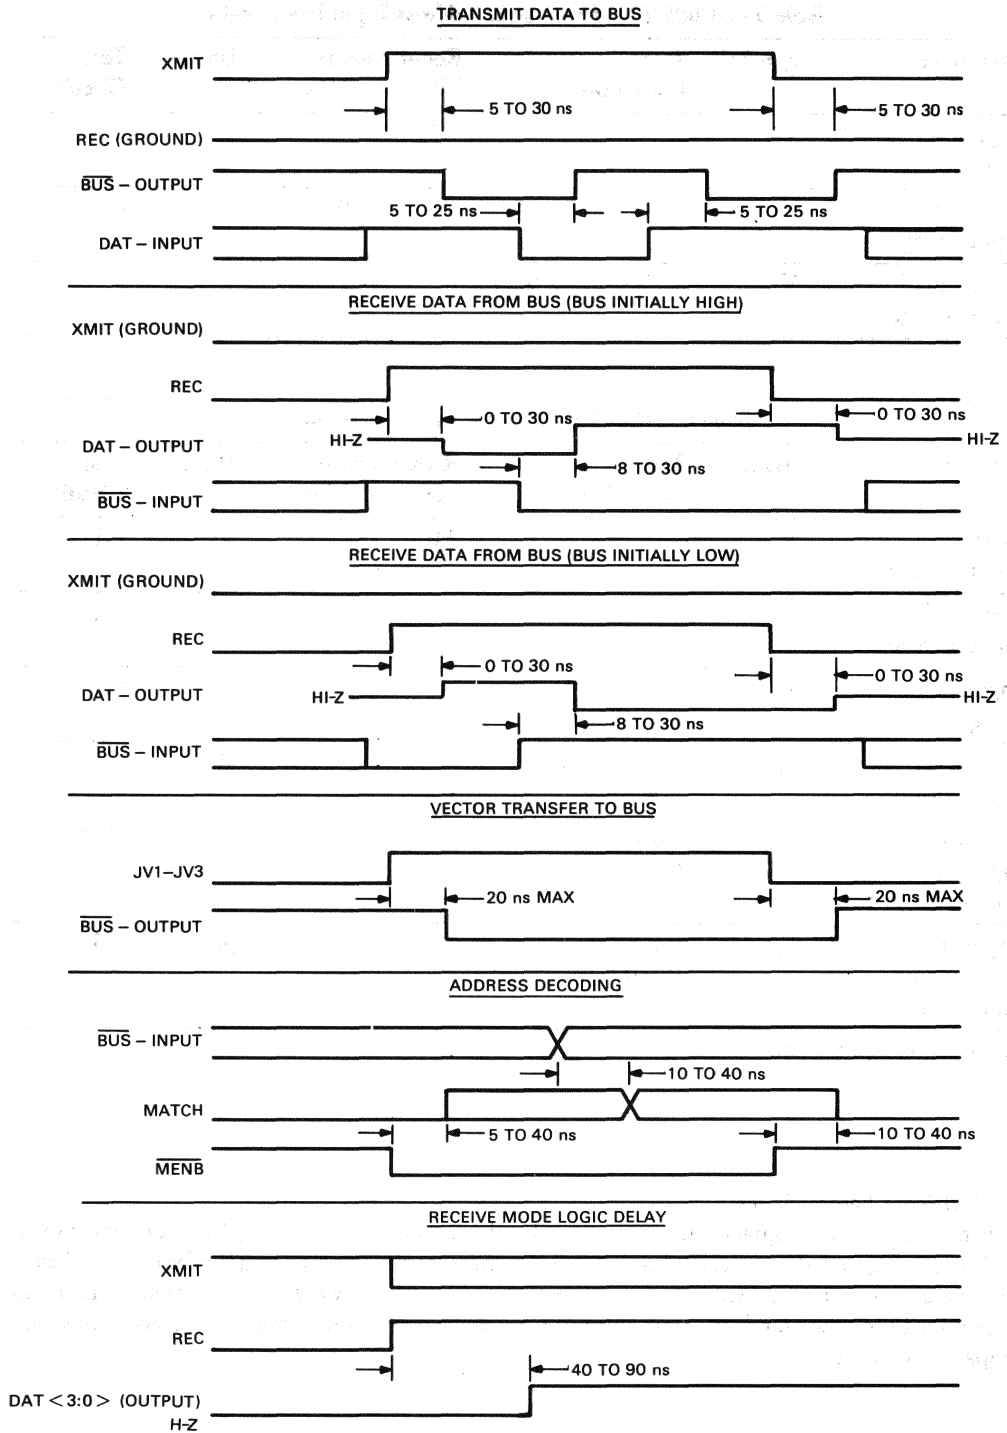 TRANSMIT DATA TO BUS
XMIT
5 TO 30 ns
5 TO 30 ns
REC (GROUND)
BUS – OUTPUT
5 TO 25 ns
5 TO 25 ns
DAT – INPUT
RECEIVE DATA FROM BUS (BUS INITIALLY HIGH)
XMIT (GROUND)
REC
0 TO 30 ns
0 TO 30 ns
DAT – OUTPUT
HI-Z
HI-Z
8 TO 30 ns
BUS – INPUT
RECEIVE DATA FROM BUS (BUS INITIALLY LOW)
XMIT (GROUND)
REC
0 TO 30 ns
0 TO 30 ns
DAT – OUTPUT
HI-Z
HI-Z
8 TO 30 ns
BUS – INPUT
VECTOR TRANSFER TO BUS
JV1–JV3
20 ns MAX
20 ns MAX
BUS – OUTPUT
ADDRESS DECODING
BUS – INPUT
10 TO 40 ns
MATCH
5 TO 40 ns
10 TO 40 ns
MENB
RECEIVE MODE LOGIC DELAY
XMIT
REC
40 TO 90 ns
DAT < 3:0 > (OUTPUT)
H-Z